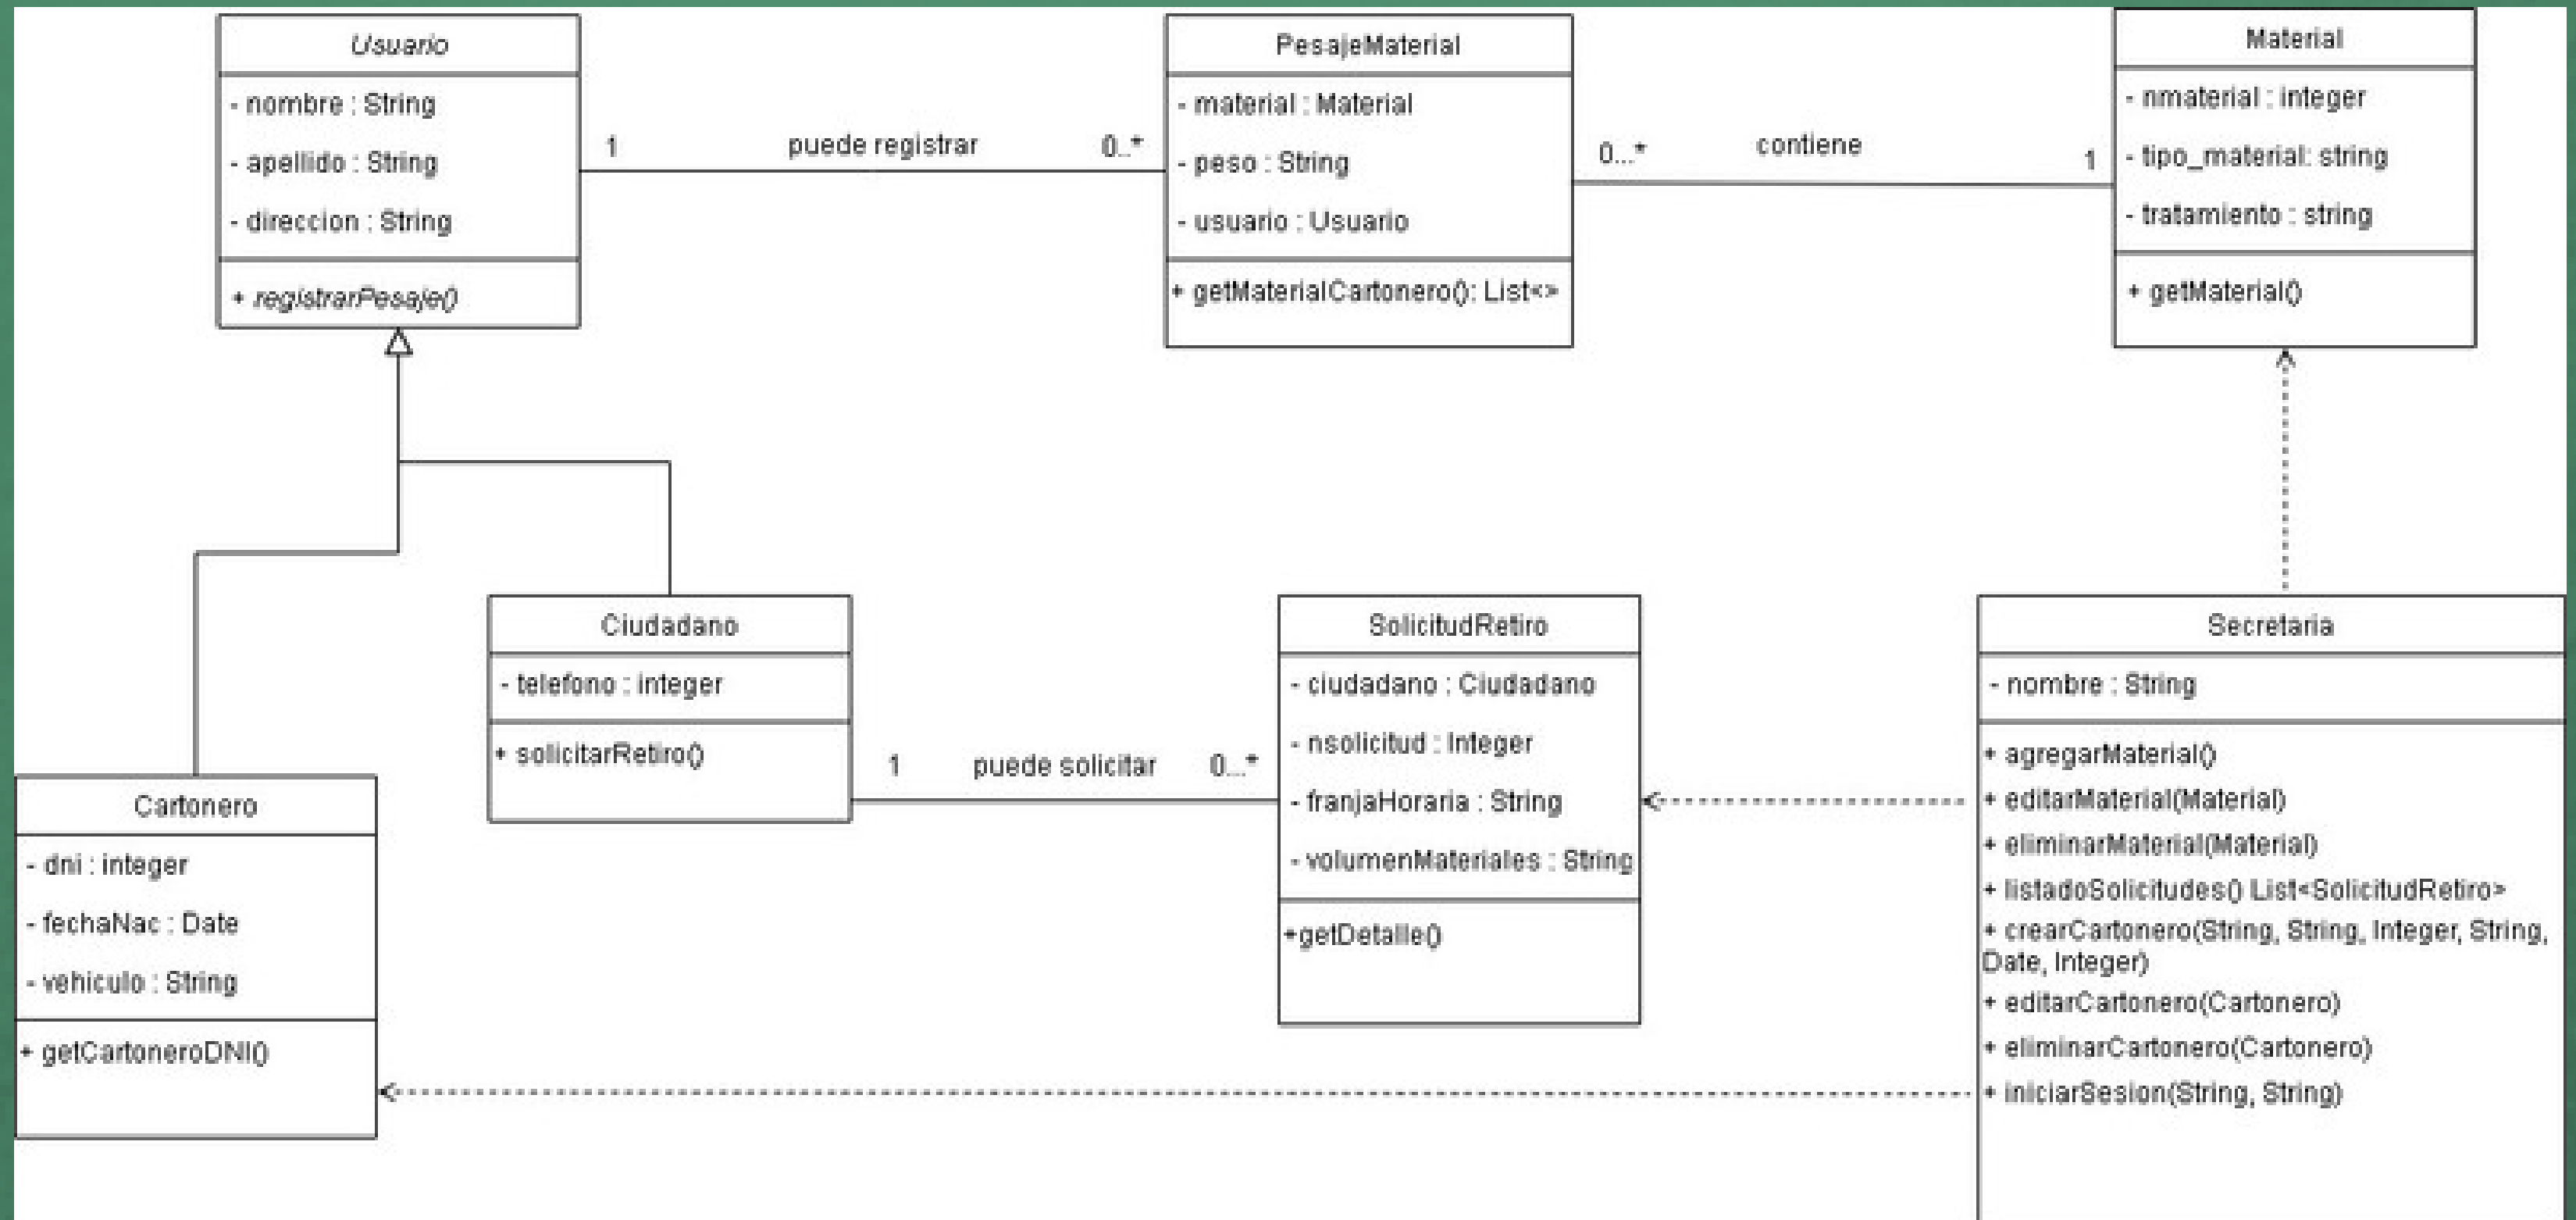 Usuario
- nombre : String
- apellido : String
- direccion : String
+ registrarPesaje()
1
puede registrar
0..*
PesajeMaterial
- material : Material
- peso : String
- usuario : Usuario
+ getMaterialCartonero(): List<>
0...*
contiene
1
Material
- nmaterial : integer
- tipo_material: string
- tratamiento : string
+ getMaterial()
Ciudadano
- telefono : integer
+ solicitarRetiro()
1
puede solicitar
0...*
SolicitudRetiro
- ciudadano : Ciudadano
- nsolicitud : Integer
- franjaHoraria : String
- volumenMateriales : String
+getDetalle()
Secretaria
- nombre : String
+ agregarMaterial()
+ editarMaterial(Material)
+ eliminarMaterial(Material)
+ listadoSolicitudes() List<SolicitudRetiro>
+ crearCartonero(String, String, Integer, String,
Date, Integer)
+ editarCartonero(Cartonero)
+ eliminarCartonero(Cartonero)
+ iniciarSesion(String, String)
Cartonero
- dni : integer
- fechaNac : Date
- vehiculo : String
+ getCartoneroDNI()